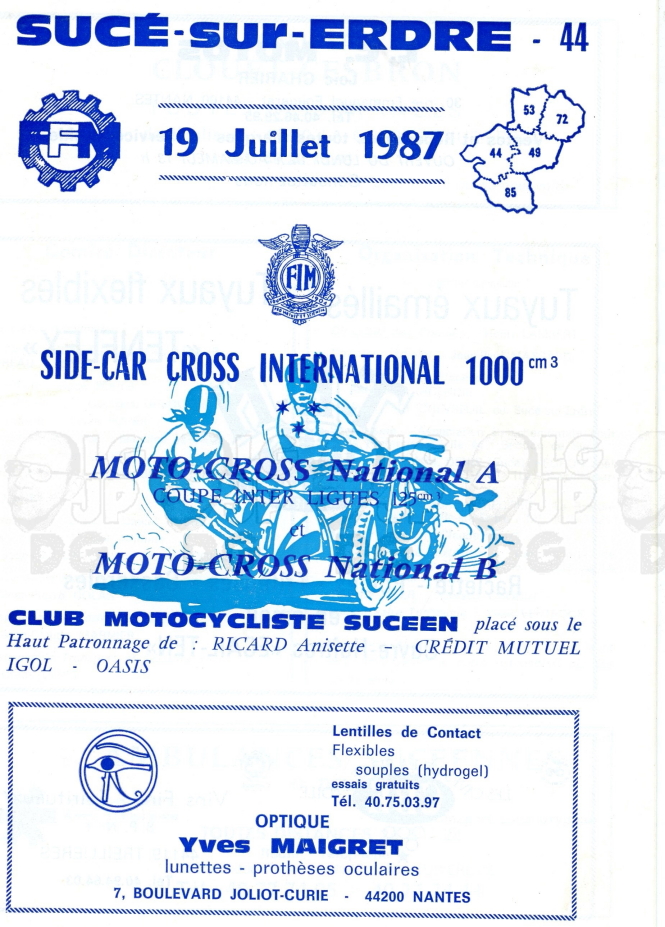 SUCÉ-sur-ERDRE - 44
FFM
19 Juillet 1987
53
72
44
49
85
FIM
SIDE-CAR CROSS INTERNATIONAL 1000 cm3
MOTO-CROSS National A
COUPE INTER LIGUES 125cm3
et
MOTO-CROSS National B
CLUB MOTOCYCLISTE SUCEEN placé sous le
Haut Patronnage de : RICARD Anisette – CRÉDIT MUTUEL
IGOL - OASIS
Lentilles de Contact
Flexibles
souples (hydrogel)
essais gratuits
Tél. 40.75.03.97
OPTIQUE
Yves MAIGRET
lunettes - prothèses oculaires
7, BOULEVARD JOLIOT-CURIE - 44200 NANTES
JLG
JP
DG